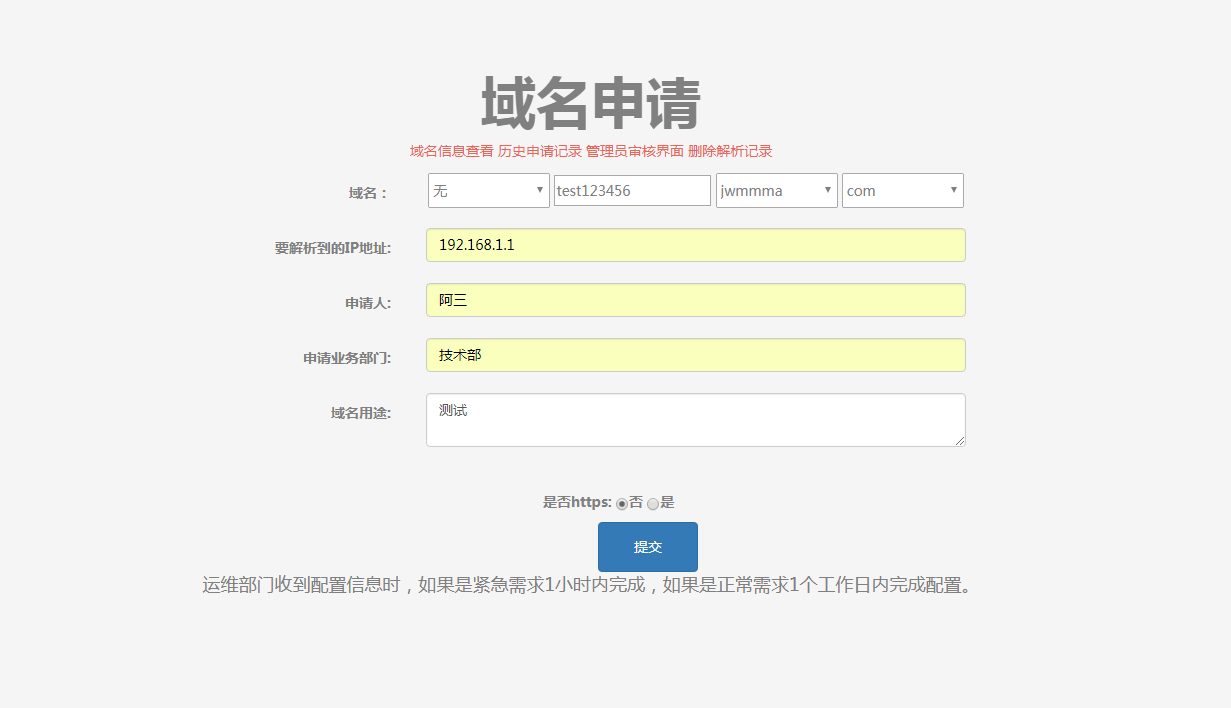 域名申请
域名信息查看 历史申请记录 管理员审核界面 删除解析记录
域名： 无 test123456 jwmmma com
要解析到的IP地址: 192.168.1.1
申请人: 阿三
申请业务部门: 技术部
域名用途: 测试
是否https: 否 是
提交
运维部门收到配置信息时，如果是紧急需求1小时内完成，如果是正常需求1个工作日内完成配置。